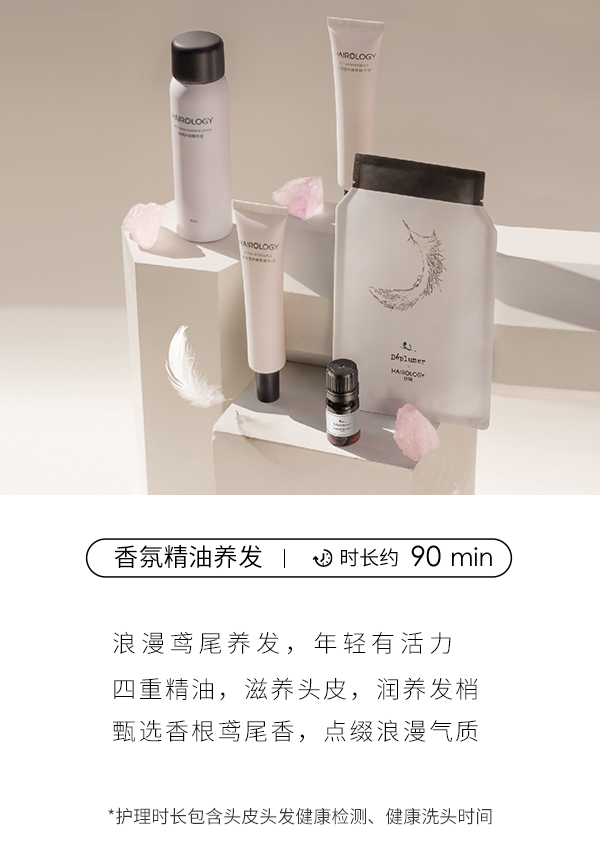 HAIROLOGY
HAIROLOGY
HAIROLOGY
Déplumer
HAIROLOGY
香氛精油养发 | 时长约 90 min
浪漫鸢尾养发，年轻有活力
四重精油，滋养头皮，润养发梢
甄选香根鸢尾香，点缀浪漫气质
*护理时长包含头皮头发健康检测、健康洗头时间